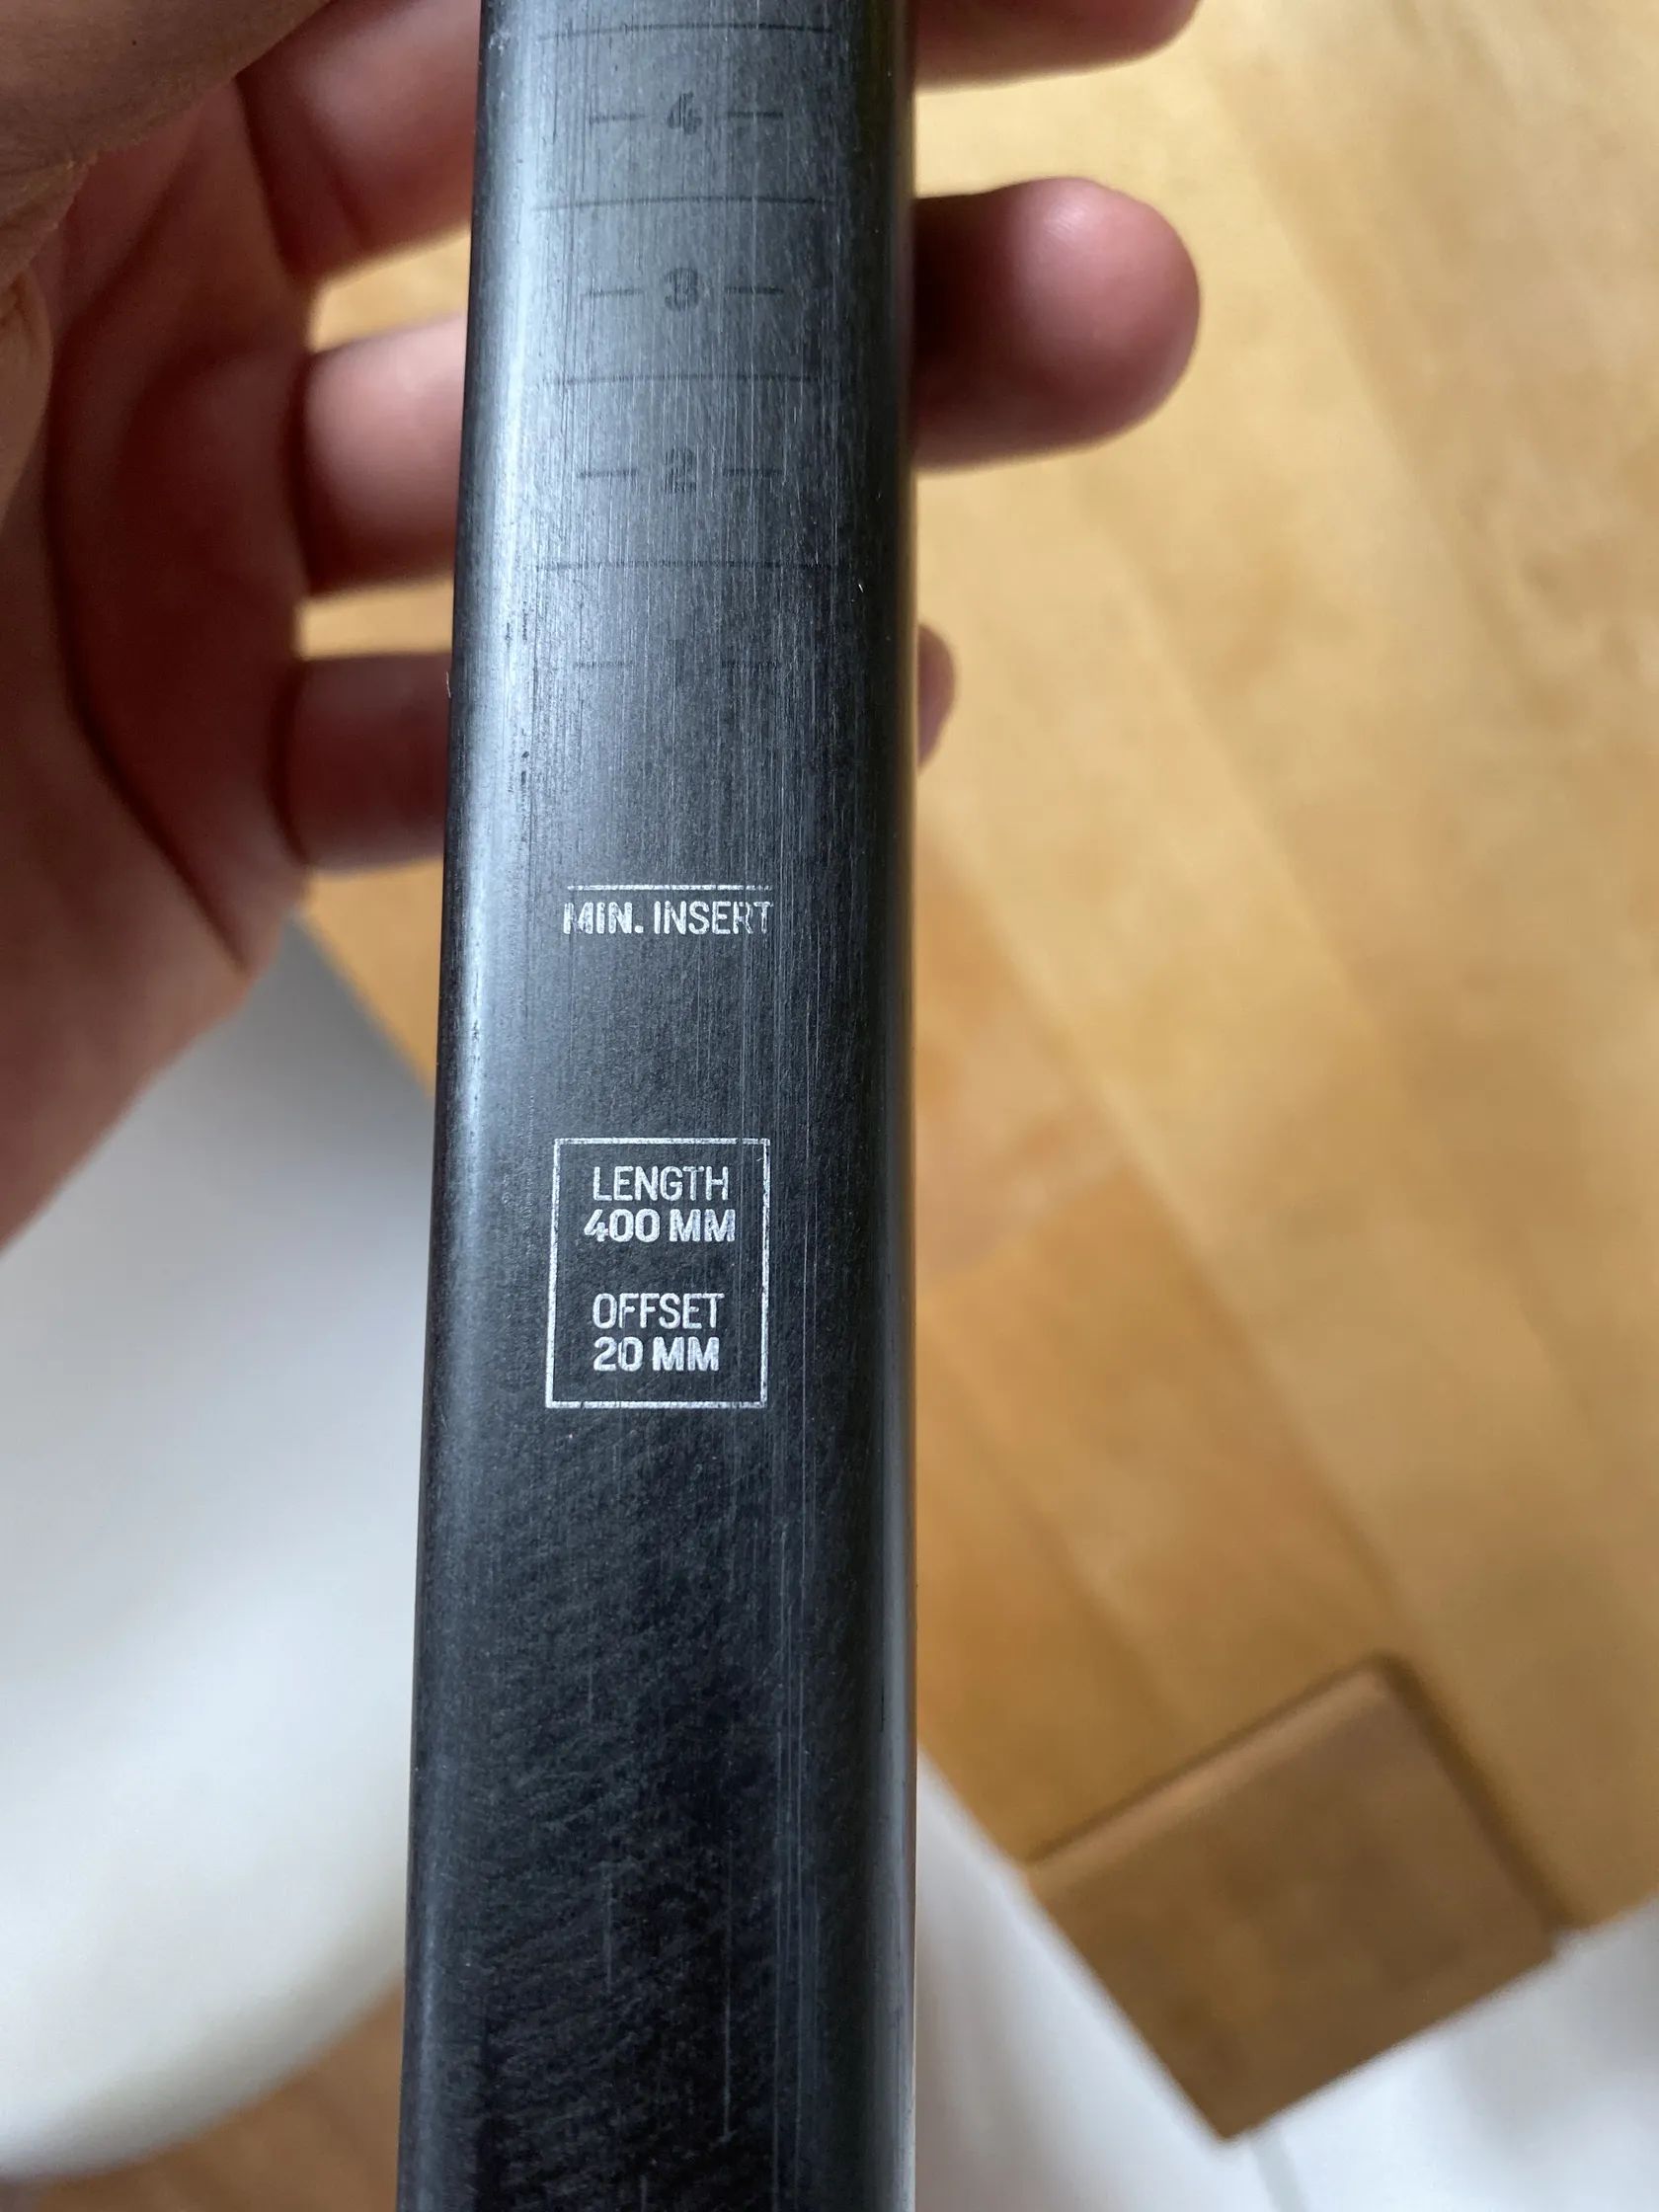 4
3
2
MIN. INSERT
LENGTH
400 MM
OFFSET
20 MM